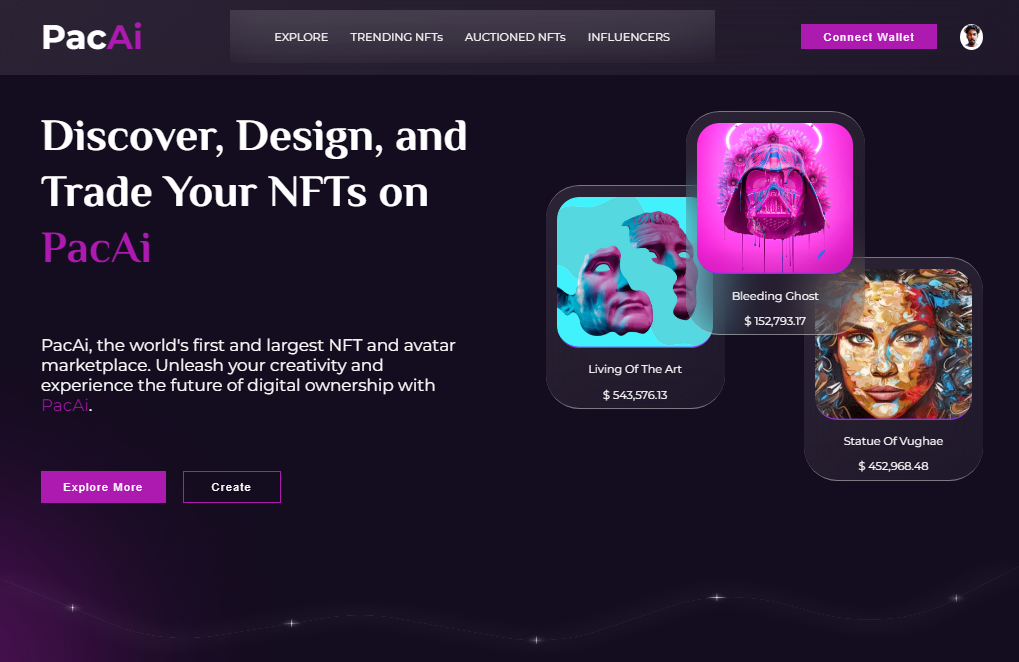 PacAi
EXPLORE
TRENDING NFTs
AUCTIONED NFTs
INFLUENCERS
Connect Wallet
Discover, Design, and
Trade Your NFTs on
PacAi
PacAi, the world's first and largest NFT and avatar
marketplace. Unleash your creativity and
experience the future of digital ownership with
PacAi.
Explore More
Create
Living Of The Art
$ 543,576.13
Bleeding Ghost
$ 152,793.17
Statue Of Vughae
$ 452,968.48